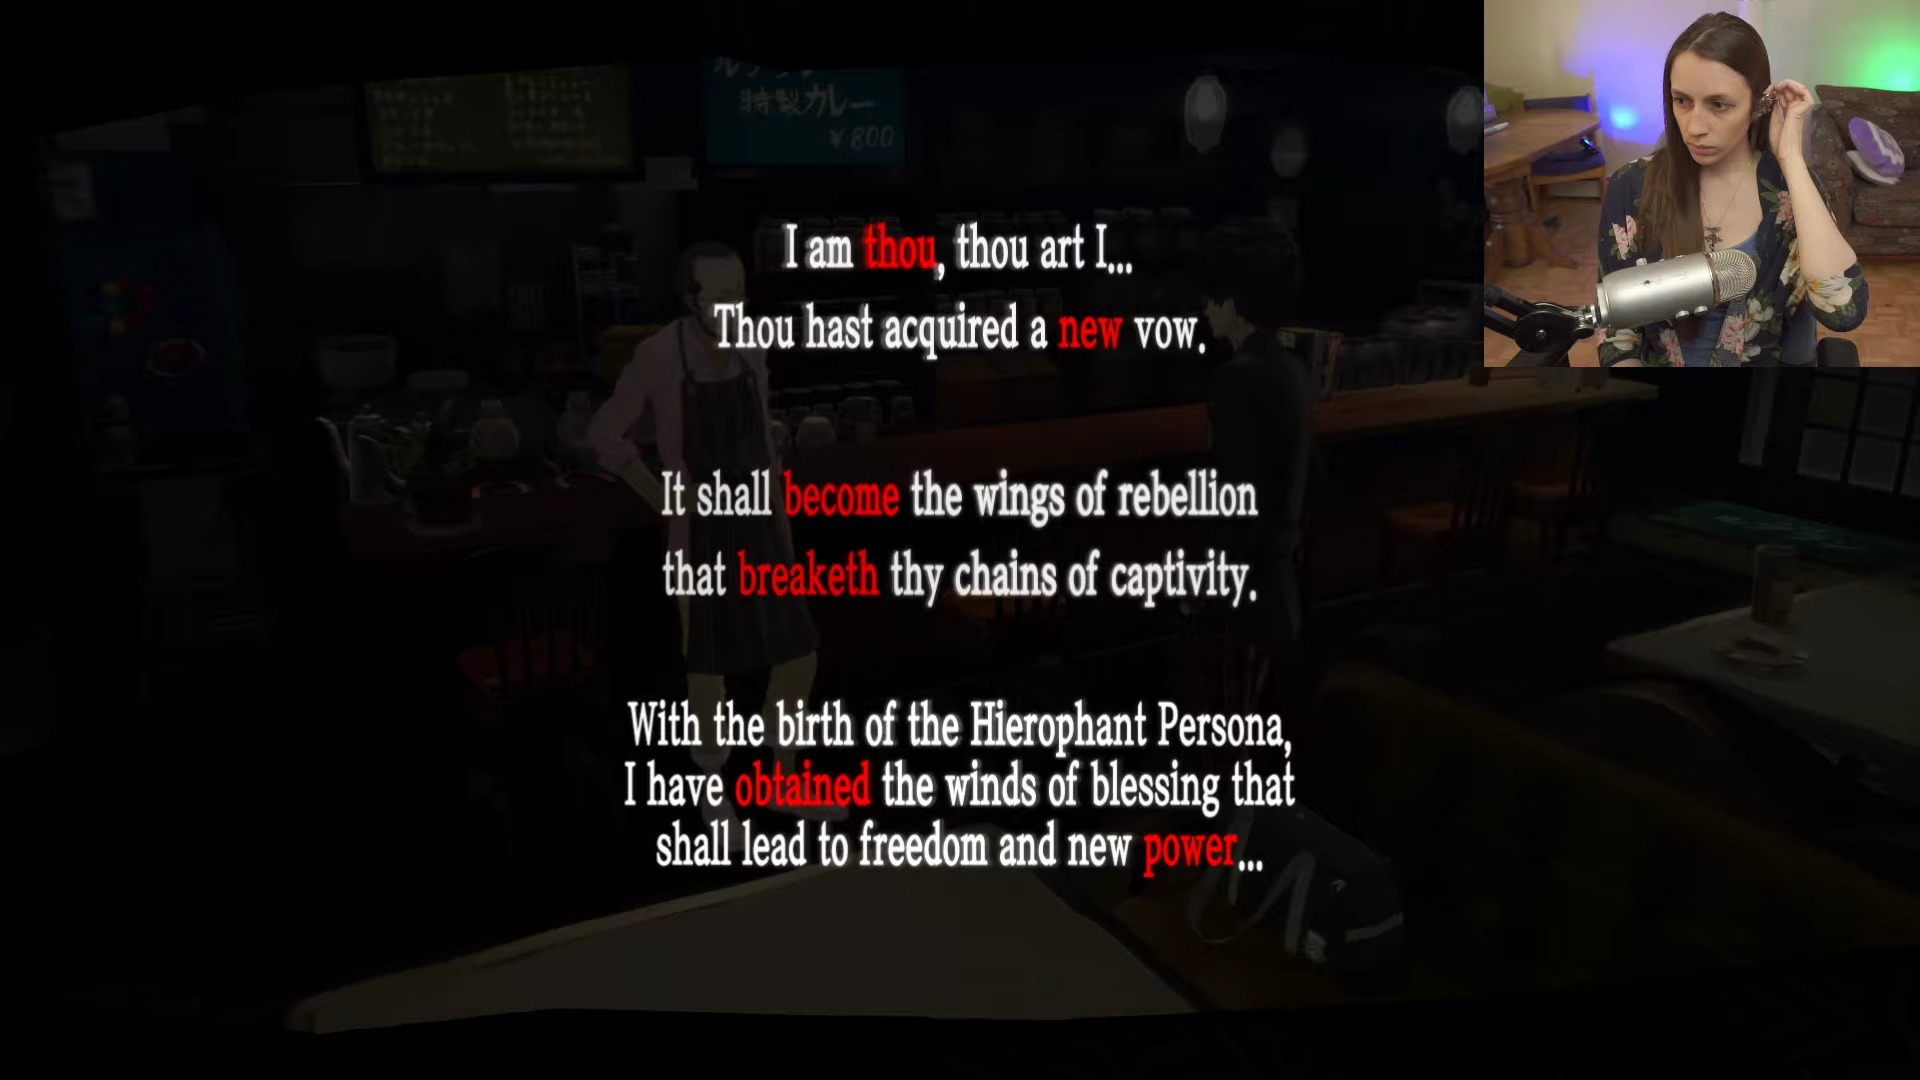 特製カレー
¥800
I am thou, thou art I...
Thou hast acquired a new vow.
It shall become the wings of rebellion
that breaketh thy chains of captivity.
With the birth of the Hierophant Persona,
I have obtained the winds of blessing that
shall lead to freedom and new power...